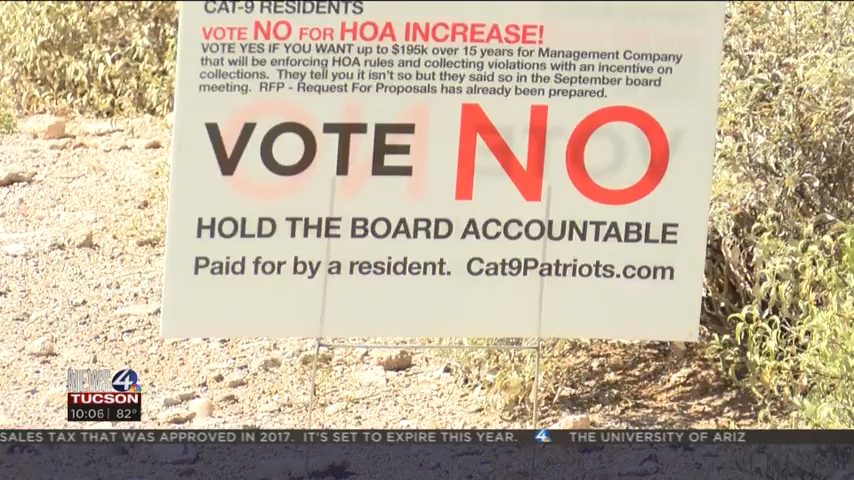 CAT-9 RESIDENTS
VOTE NO FOR HOA INCREASE!
VOTE YES IF YOU WANT up to $195k over 15 years for Management Company
that will be enforcing HOA rules and collecting violations with an incentive on
collections. They tell you it isn't so but they said so in the September board
meeting. RFP - Request For Proposals has already been prepared.
VOTE NO
HOLD THE BOARD ACCOUNTABLE
Paid for by a resident. Cat9Patriots.com
NEWS 4
TUCSON
10:06 82°
SALES TAX THAT WAS APPROVED IN 2017. IT'S SET TO EXPIRE THIS YEAR. 4 THE UNIVERSITY OF ARIZ